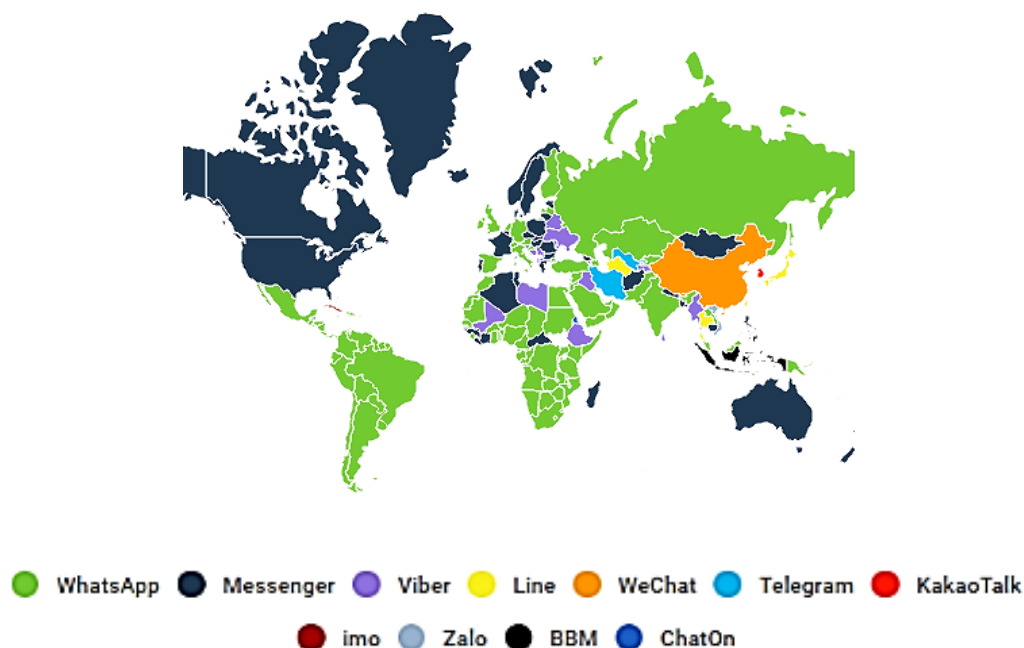 WhatsApp Messenger Viber Line WeChat Telegram KakaoTalk
imo Zalo BBM ChatOn